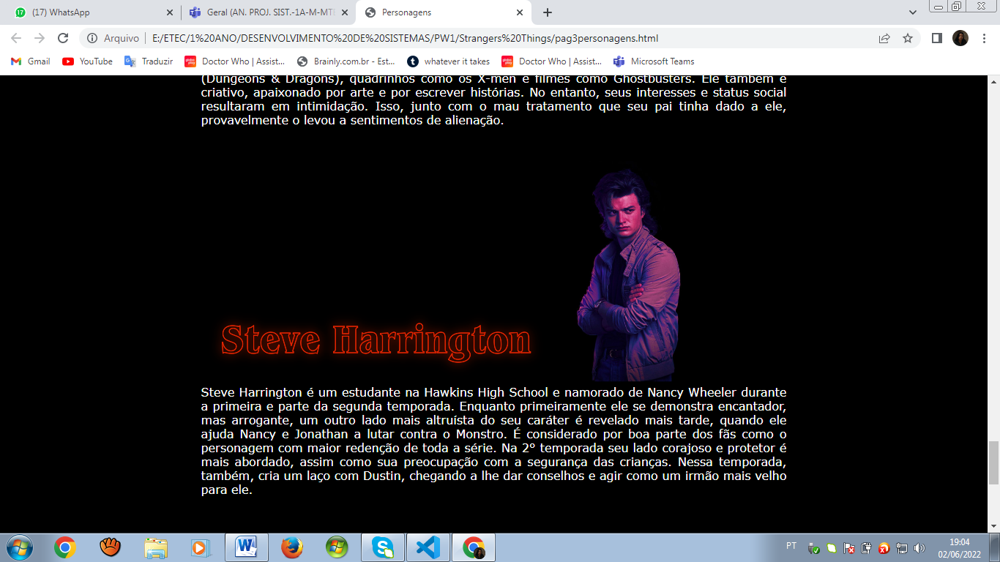 (17) WhatsApp
Geral (AN. PROJ. SIST.-1A-M-MTE
Personagens
Arquivo
E:/ETEC/1%20ANO/DESENVOLVIMENTO%20DE%20SISTEMAS/PW1/Strangers%20Things/pag3personagens.html
Gmail
YouTube
Traduzir
Doctor Who | Assist...
Brainly.com.br - Est...
whatever it takes
Doctor Who | Assist...
Microsoft Teams
(Dungeons & Dragons), quadrinhos como os X-men e filmes como Ghostbusters. Ele também é
criativo, apaixonado por arte e por escrever histórias. No entanto, seus interesses e status social
resultaram em intimidação. Isso, junto com o mau tratamento que seu pai tinha dado a ele,
provavelmente o levou a sentimentos de alienação.
Steve Harrington
Steve Harrington é um estudante na Hawkins High School e namorado de Nancy Wheeler durante
a primeira e parte da segunda temporada. Enquanto primeiramente ele se demonstra encantador,
mas arrogante, um outro lado mais altruísta do seu caráter é revelado mais tarde, quando ele
ajuda Nancy e Jonathan a lutar contra o Monstro. É considerado por boa parte dos fãs como o
personagem com maior redenção de toda a série. Na 2° temporada seu lado corajoso e protetor é
mais abordado, assim como sua preocupação com a segurança das crianças. Nessa temporada,
também, cria um laço com Dustin, chegando a lhe dar conselhos e agir como um irmão mais velho
para ele.
PT
19:04
02/06/2022